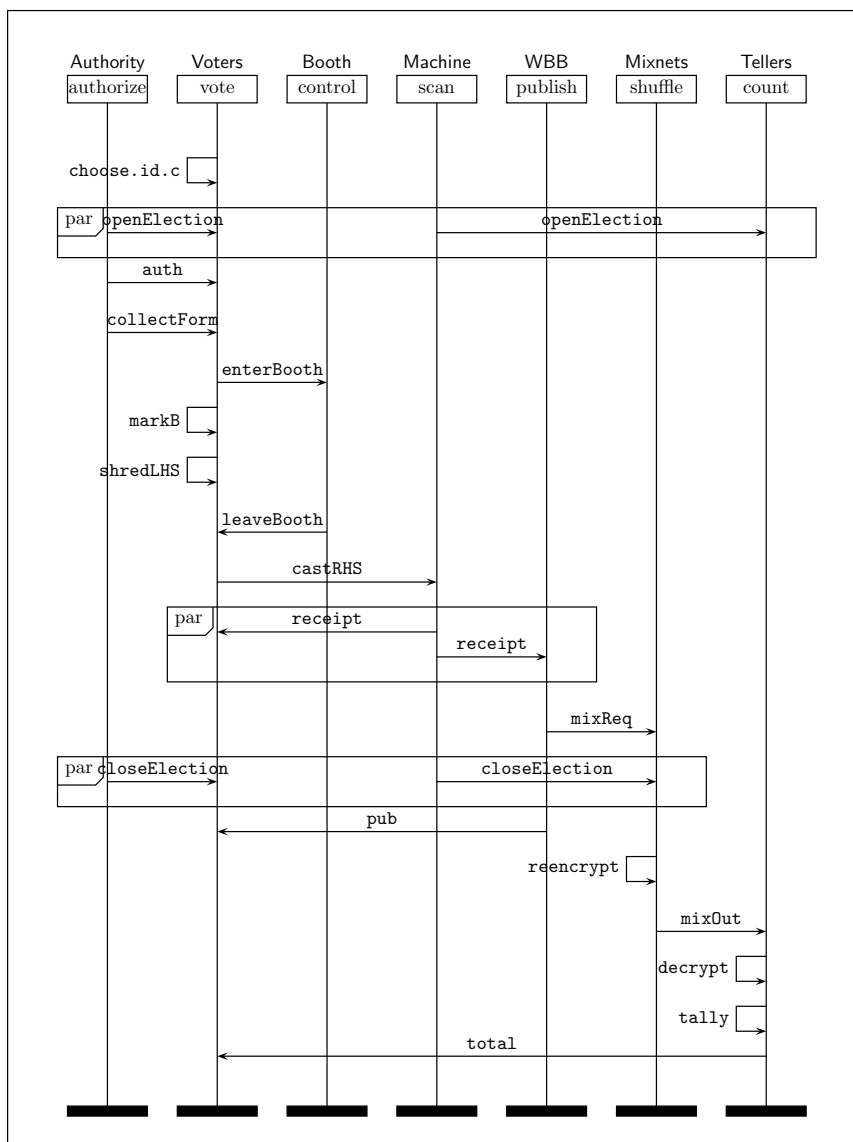 Authority Voters Booth Machine WBB Mixnets Tellers
authorize vote control scan publish shuffle count
choose.id.c
par openElection openElection
auth
collectForm
enterBooth
markB
shredLHS
leaveBooth
castRHS
par receipt
receipt
mixReq
par closeElection closeElection
pub
reencrypt
mixOut
decrypt
tally
total